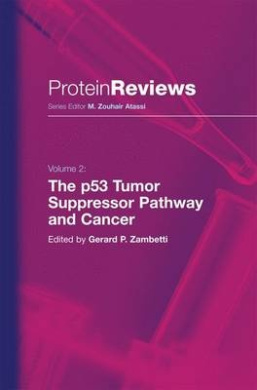 ProteinReviews
Series Editor M. Zouhair Atassi
Volume 2:
The p53 Tumor
Suppressor Pathway
and Cancer
Edited by Gerard P. Zambetti